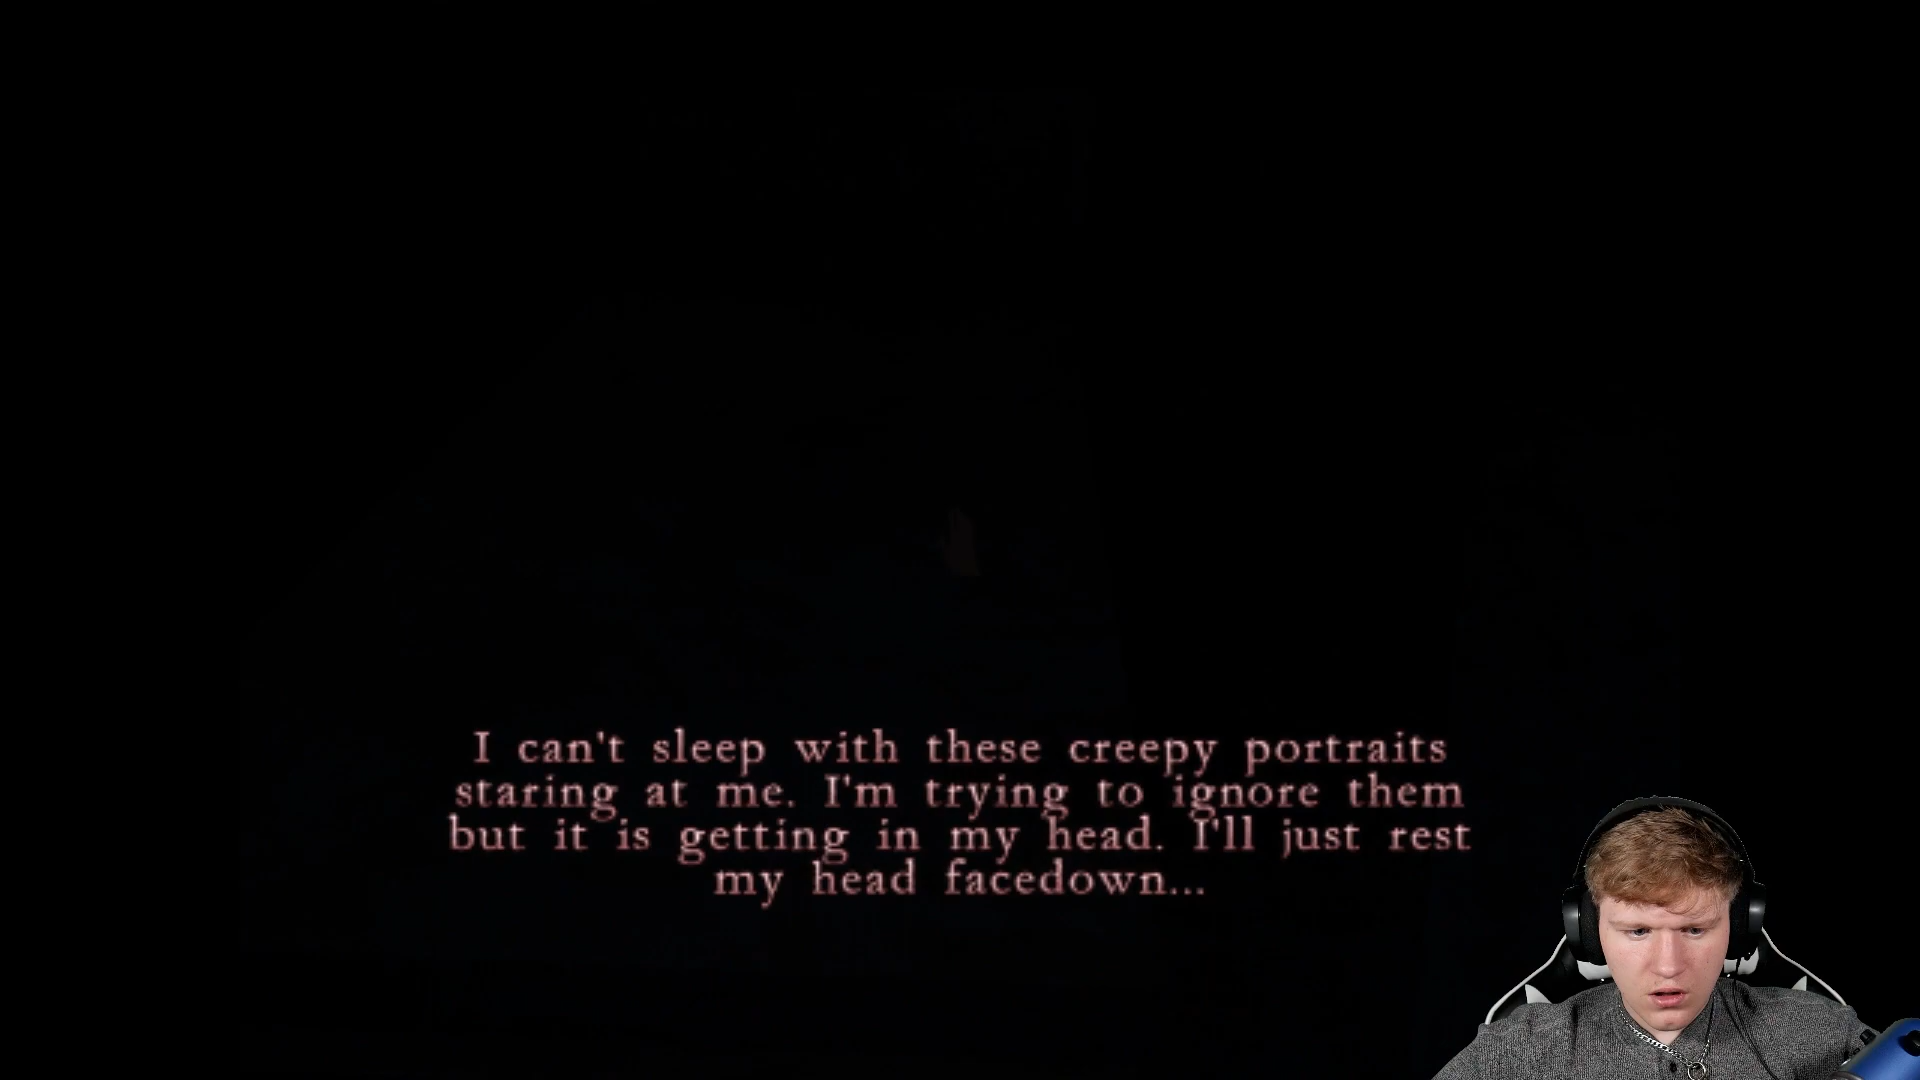 I can't sleep with these creepy portraits
staring at me. I'm trying to ignore them
but it is getting in my head. I'll just rest
my head facedown...